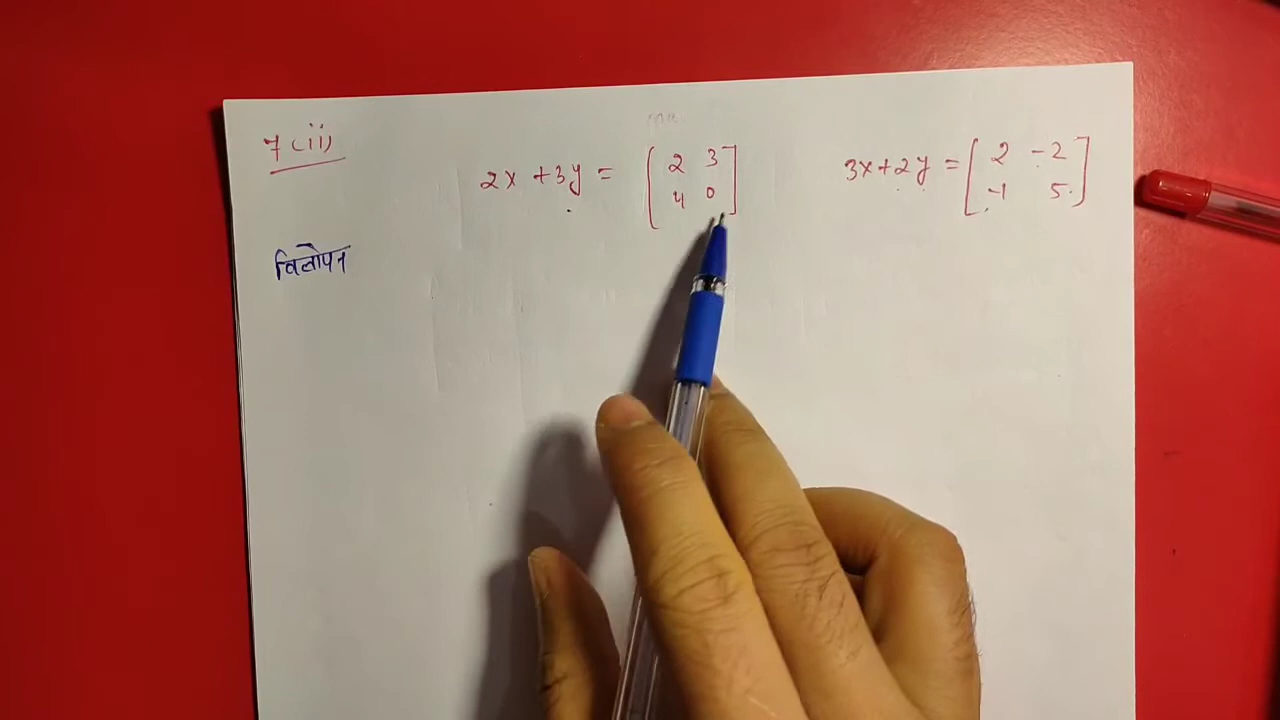 7(ii)
2x + 3y = [2 3
4 0]
3x + 2y = [2 -2
-1 5]
विलोपन